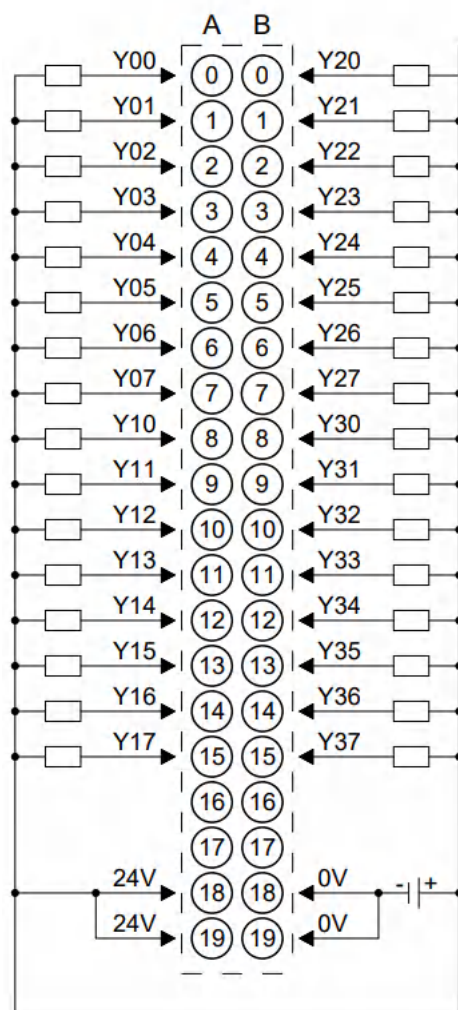 A B
Y00 0 0 Y20
Y01 1 1 Y21
Y02 2 2 Y22
Y03 3 3 Y23
Y04 4 4 Y24
Y05 5 5 Y25
Y06 6 6 Y26
Y07 7 7 Y27
Y10 8 8 Y30
Y11 9 9 Y31
Y12 10 10 Y32
Y13 11 11 Y33
Y14 12 12 Y34
Y15 13 13 Y35
Y16 14 14 Y36
Y17 15 15 Y37
16 16
17 17
24V 18 18 0V - +
24V 19 19 0V